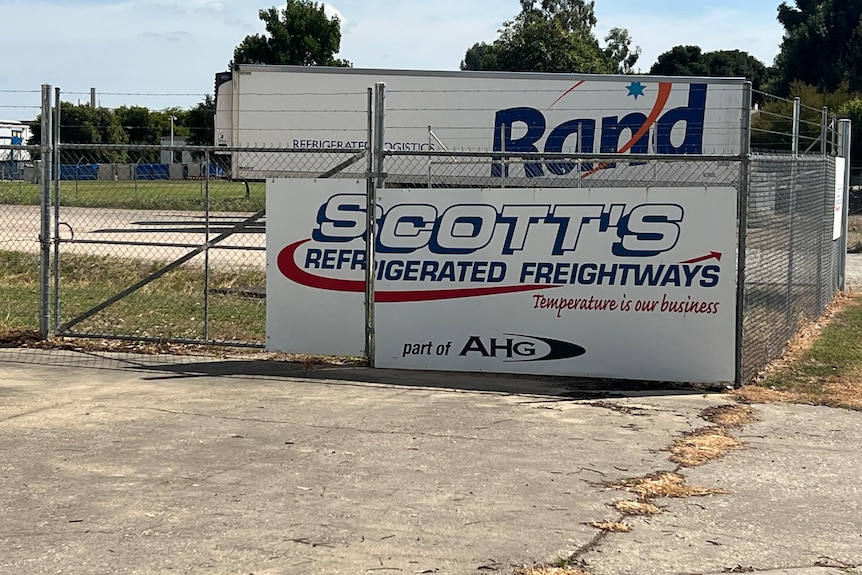 Rand
REFRIGERATED LOGISTICS
SCOTT'S
REFRIGERATED FREIGHTWAYS
Temperature is our business
part of AHG